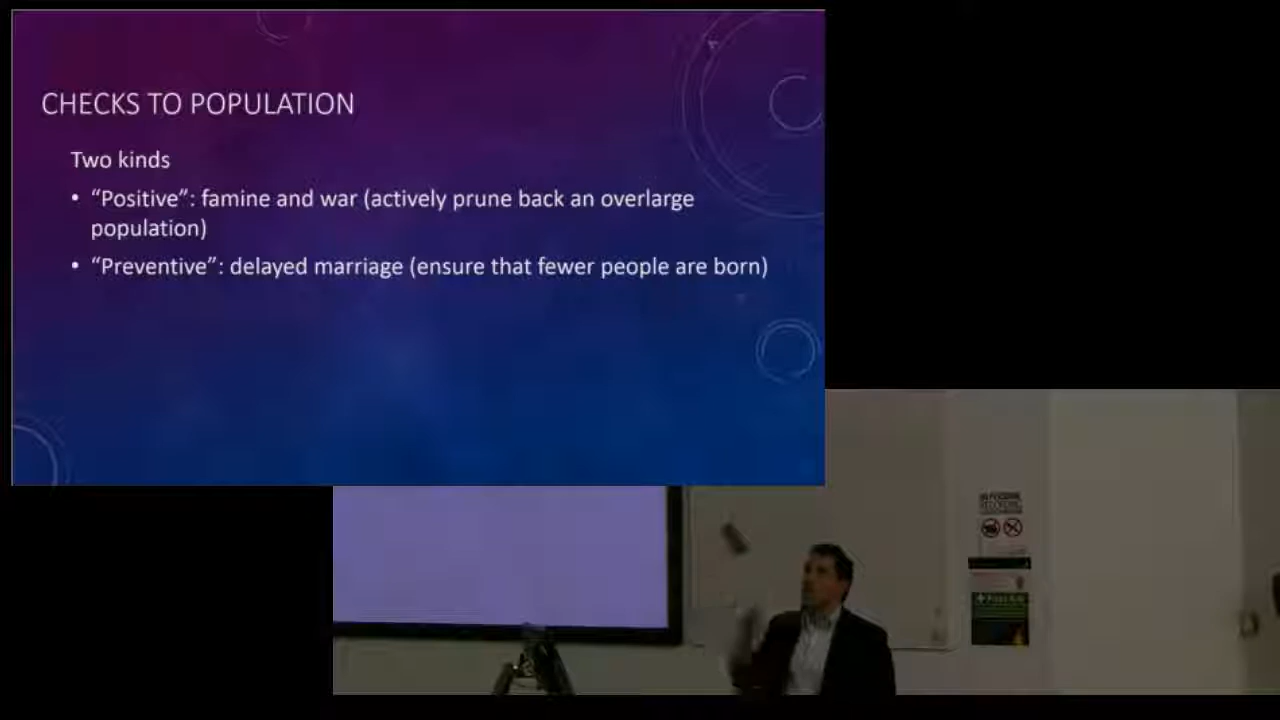 CHECKS TO POPULATION
Two kinds
• “Positive”: famine and war (actively prune back an overlarge
population)
• “Preventive”: delayed marriage (ensure that fewer people are born)